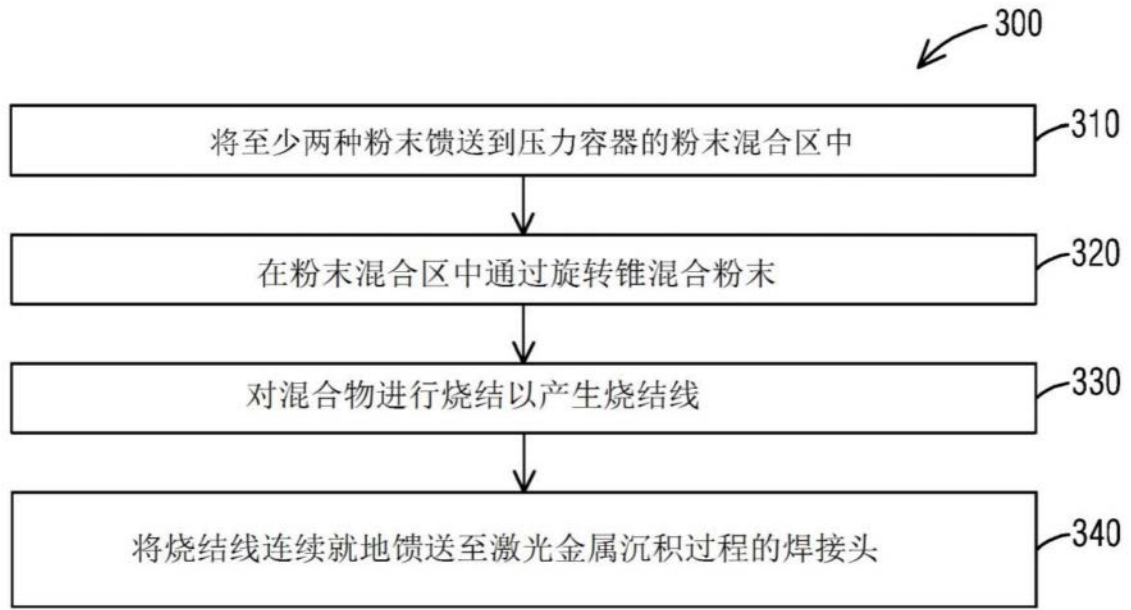 300
将至少两种粉末馈送到压力容器的粉末混合区中
310
在粉末混合区中通过旋转锥混合粉末
320
对混合物进行烧结以产生烧结线
330
将烧结线连续就地馈送至激光金属沉积过程的焊接头
340